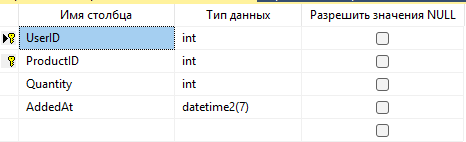 Имя столбца Тип данных Разрешить значения NULL
UserID int
ProductID int
Quantity int
AddedAt datetime2(7)